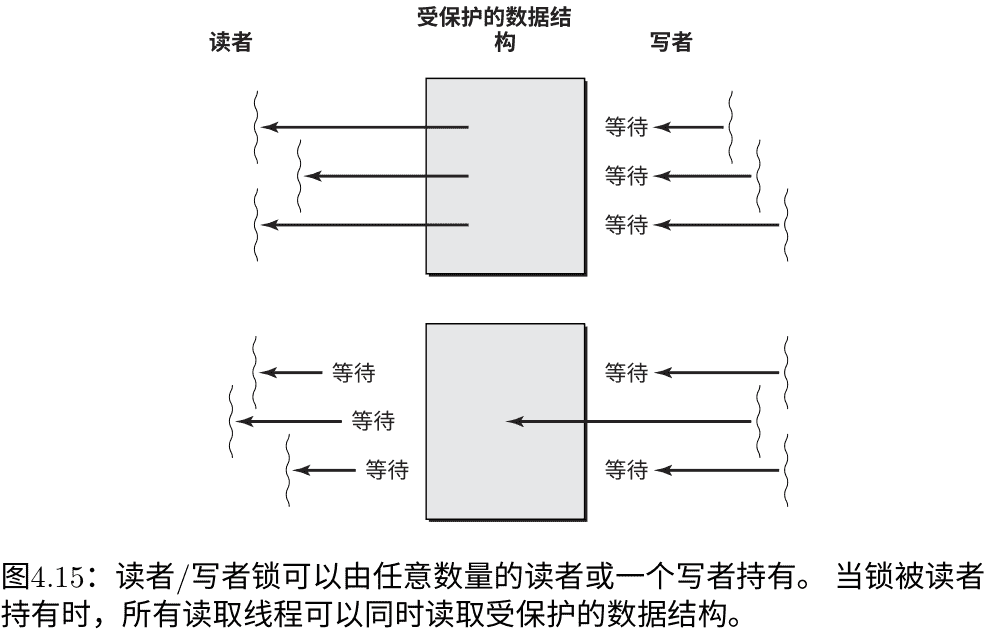 受保护的数据结
构
读者
写者
等待
等待
等待
等待
等待
等待
等待
等待
图4.15：读者/写者锁可以由任意数量的读者或一个写者持有。 当锁被读者
持有时，所有读取线程可以同时读取受保护的数据结构。